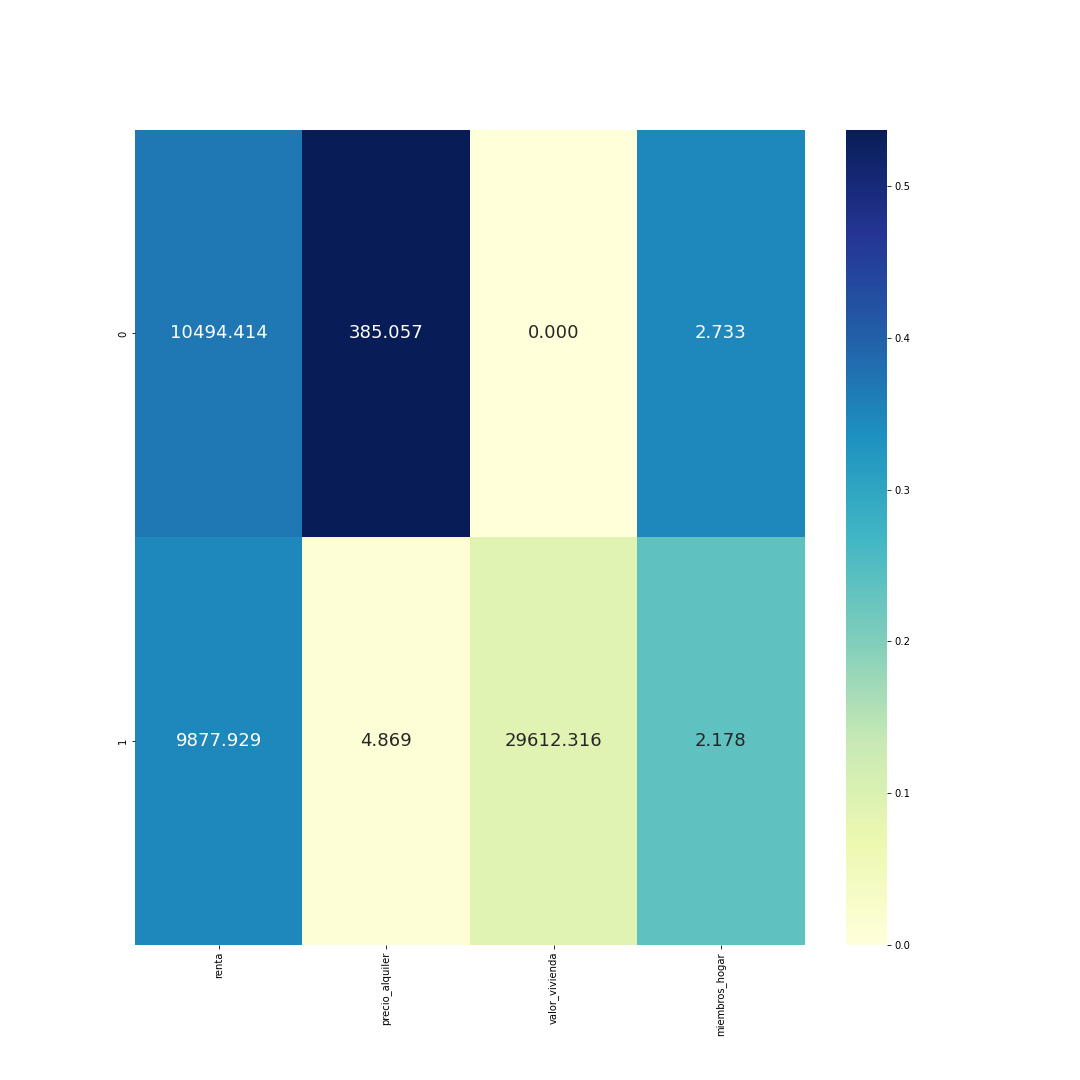 10494.414 385.057 0.000 2.733
0
9877.929 4.869 29612.316 2.178
1
renta
precio_alquiler
valor_vivienda
miembros_hogar
0.5
0.4
0.3
0.2
0.1
0.0